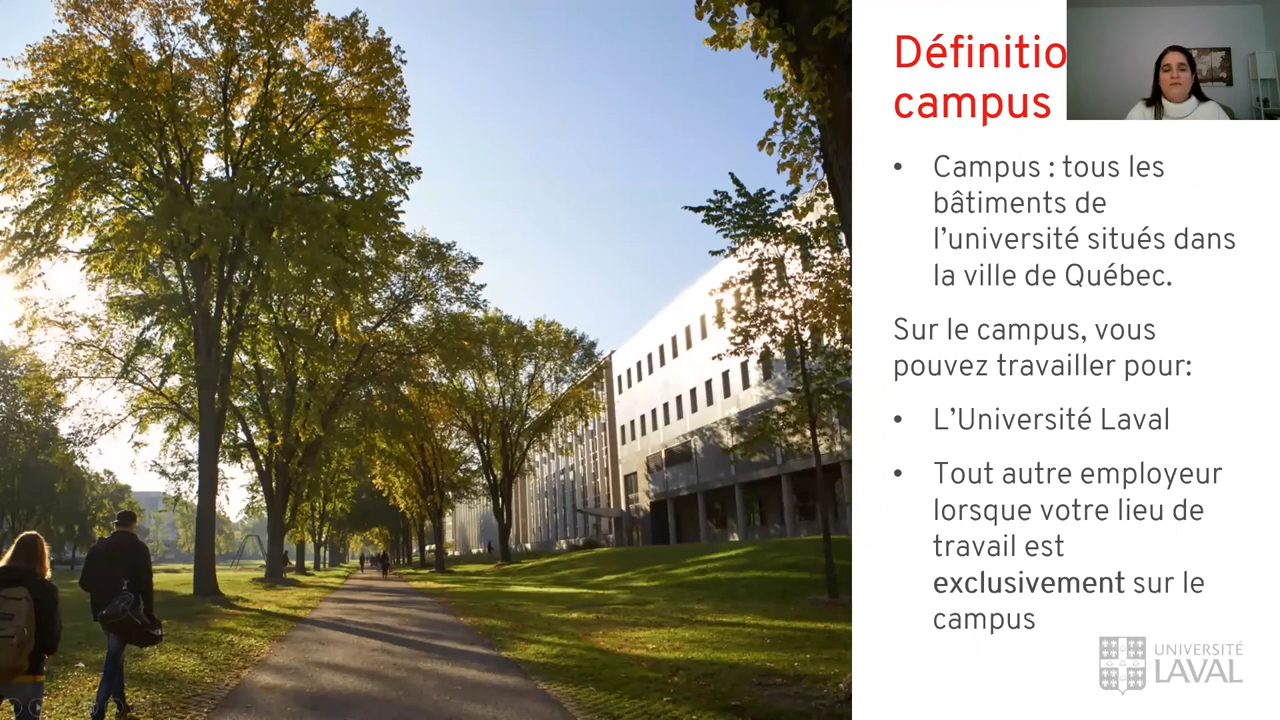 Définitio
campus
• Campus : tous les
bâtiments de
l’université situés dans
la ville de Québec.
Sur le campus, vous
pouvez travailler pour:
• L’Université Laval
• Tout autre employeur
lorsque votre lieu de
travail est
exclusivement sur le
campus
UNIVERSITÉ
LAVAL